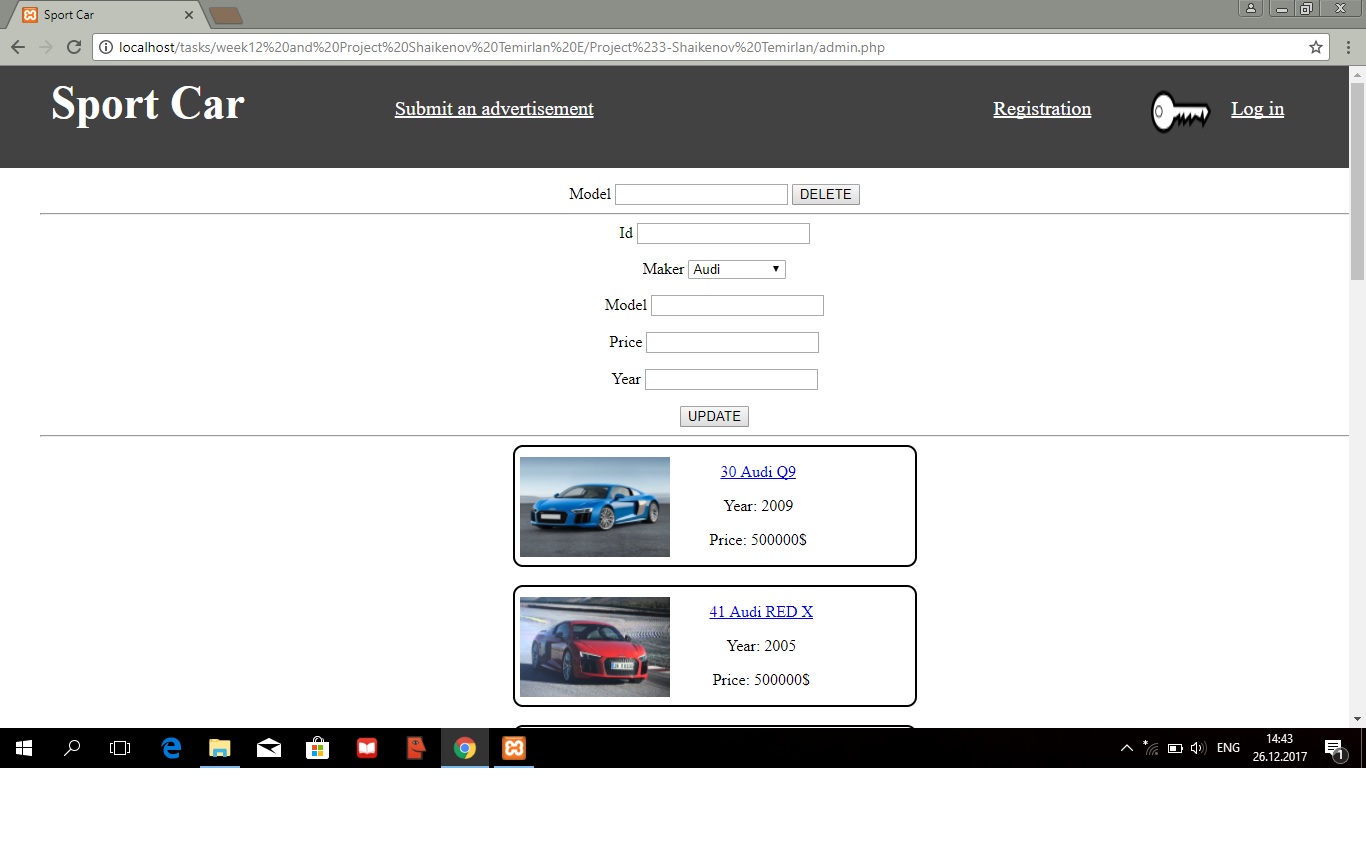 Sport Car
localhost/tasks/week12%20and%20Project%20Shaikenov%20Temirlan%20E/Project%233-Shaikenov%20Temirlan/admin.php
Sport Car Submit an advertisement Registration Log in
Model DELETE
Id
Maker Audi
Model
Price
Year
UPDATE
30 Audi Q9
Year: 2009
Price: 500000$
41 Audi RED X
Year: 2005
Price: 500000$
ENG 14:43
26.12.2017
1